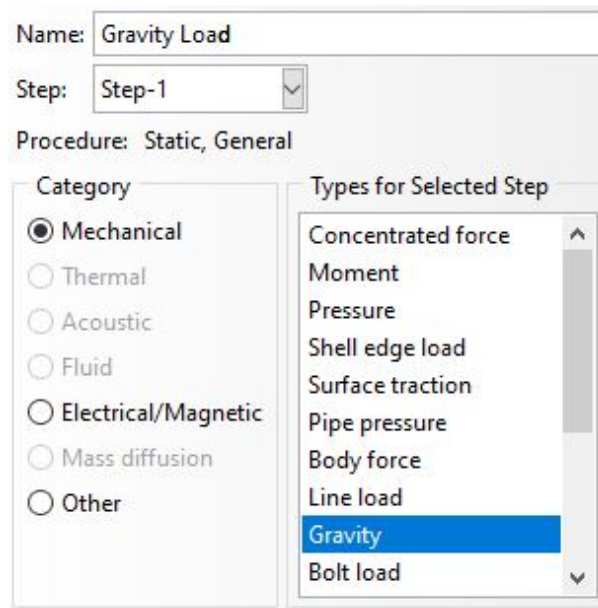 Name: Gravity Load
Step: Step-1
Procedure: Static, General
Category
Mechanical
Thermal
Acoustic
Fluid
Electrical/Magnetic
Mass diffusion
Other
Types for Selected Step
Concentrated force
Moment
Pressure
Shell edge load
Surface traction
Pipe pressure
Body force
Line load
Gravity
Bolt load